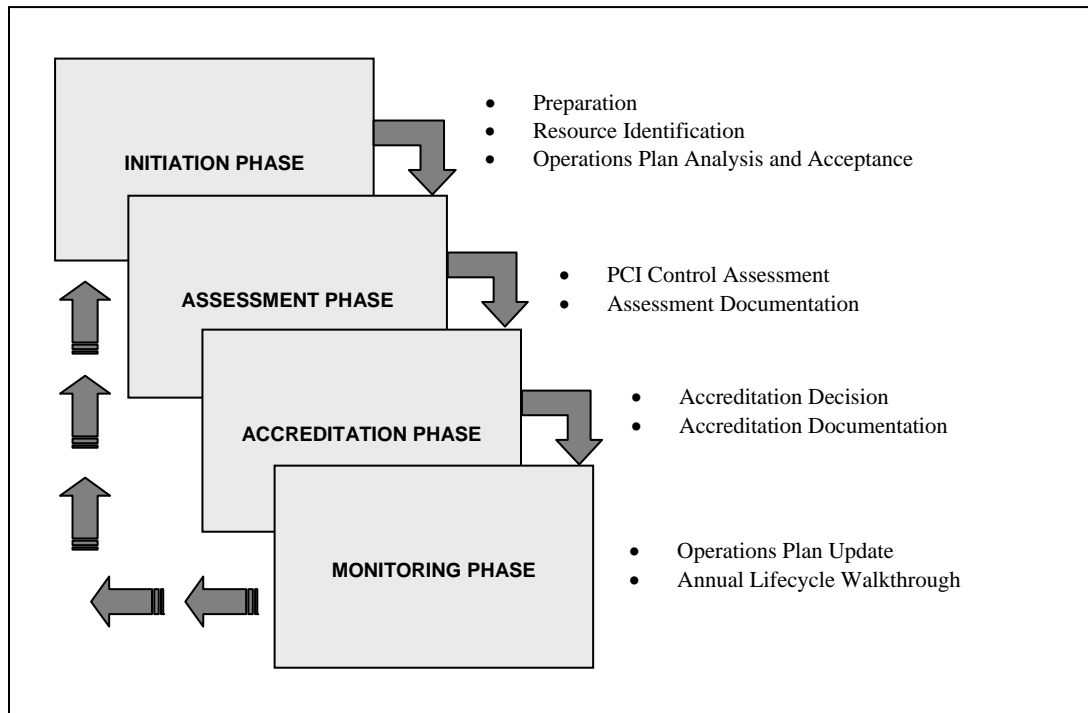 INITIATION PHASE
• Preparation
• Resource Identification
• Operations Plan Analysis and Acceptance
ASSESSMENT PHASE
• PCI Control Assessment
• Assessment Documentation
ACCREDITATION PHASE
• Accreditation Decision
• Accreditation Documentation
MONITORING PHASE
• Operations Plan Update
• Annual Lifecycle Walkthrough